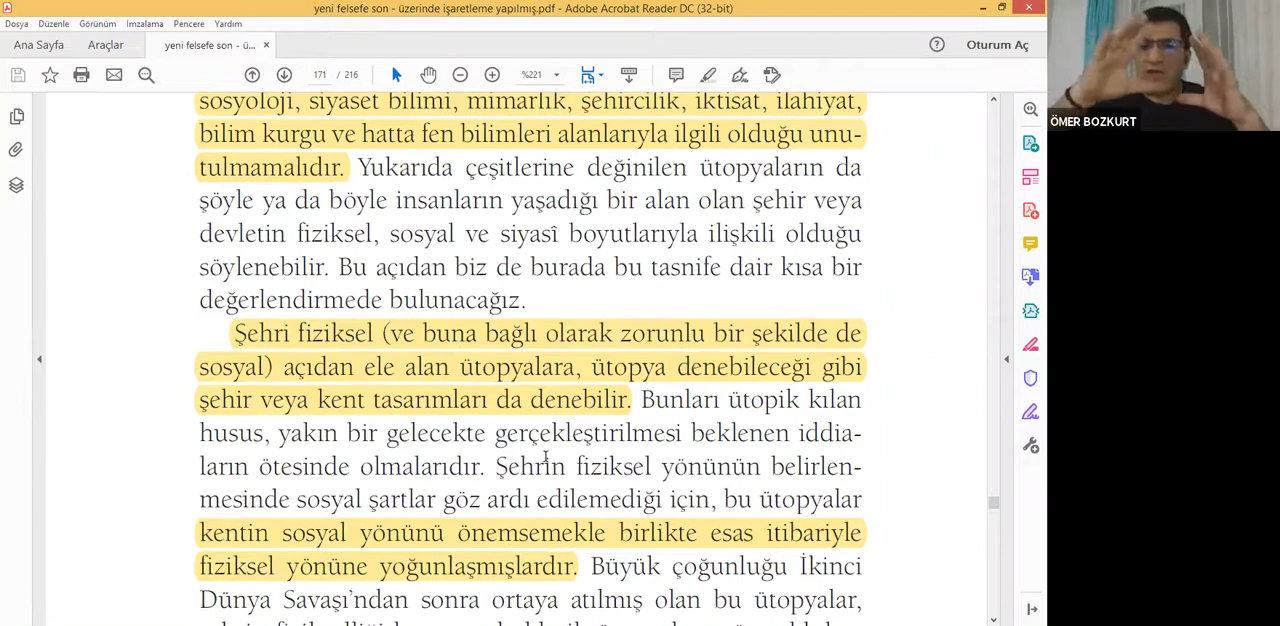 yeni felsefe son - üzerinde işaretleme yapılmış.pdf - Adobe Acrobat Reader DC (32-bit)
Dosya Düzenle Görünüm İmzalama Pencere Yardım
Ana Sayfa Araçlar yeni felsefe son - ü... × Oturum Aç
171 / 216 %221
ÖMER BOZKURT
sosyoloji, siyaset bilimi, mimarlık, şehircilik, iktisat, ilahiyat,
bilim kurgu ve hatta fen bilimleri alanlarıyla ilgili olduğu unu-
tulmamalıdır. Yukarıda çeşitlerine değinilen ütopyaların da
şöyle ya da böyle insanların yaşadığı bir alan olan şehir veya
devletin fiziksel, sosyal ve siyasî boyutlarıyla ilişkili olduğu
söylenebilir. Bu açıdan biz de burada bu tasnife dair kısa bir
değerlendirmede bulunacağız.
Şehri fiziksel (ve buna bağlı olarak zorunlu bir şekilde de
sosyal) açıdan ele alan ütopyalara, ütopya denebileceği gibi
şehir veya kent tasarımları da denebilir. Bunları ütopik kılan
husus, yakın bir gelecekte gerçekleştirilmesi beklenen iddia-
ların ötesinde olmalarıdır. Şehrin fiziksel yönünün belirlen-
mesinde sosyal şartlar göz ardı edilemediği için, bu ütopyalar
kentin sosyal yönünü önemsemekle birlikte esas itibariyle
fiziksel yönüne yoğunlaşmışlardır. Büyük çoğunluğu İkinci
Dünya Savaşı'ndan sonra ortaya atılmış olan bu ütopyalar,